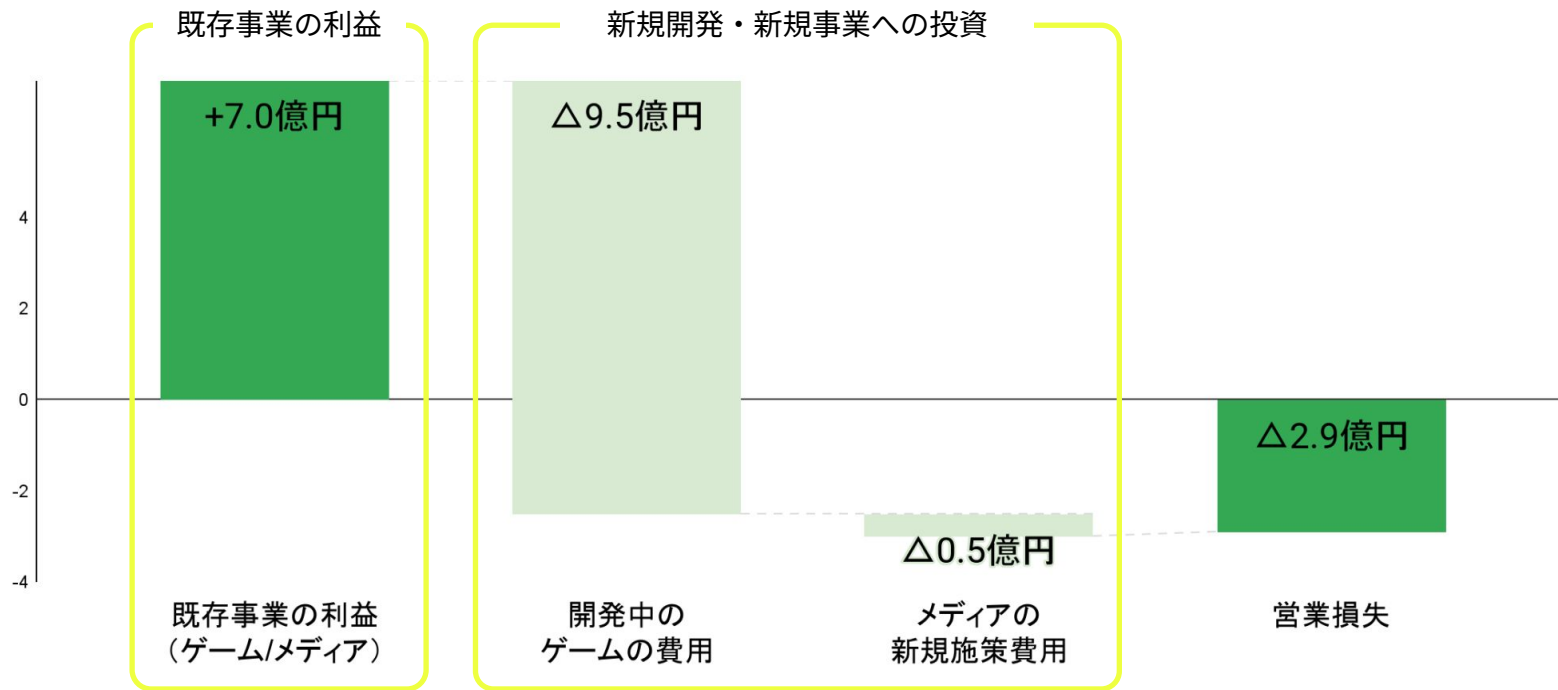 既存事業の利益
新規開発・新規事業への投資
+7.0億円
△9.5億円
4
2
0
-2
-4
△0.5億円
△2.9億円
既存事業の利益
（ゲーム/メディア）
開発中の
ゲームの費用
メディアの
新規施策費用
営業損失